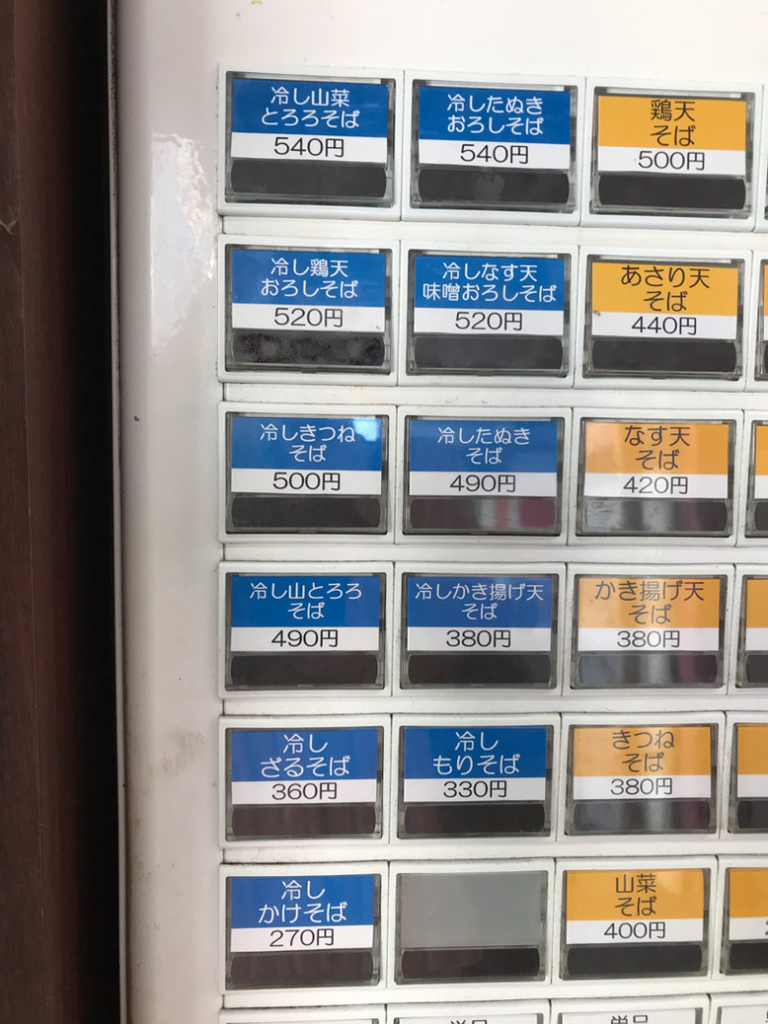 冷し山菜
とろろそば
540円
冷したぬき
おろしそば
540円
鶏天
そば
500円
冷し鶏天
おろしそば
520円
冷しなす天
味噌おろしそば
520円
あさり天
そば
440円
冷しきつね
そば
500円
冷したぬき
そば
490円
なす天
そば
420円
冷し山とろろ
そば
490円
冷しかき揚げ天
そば
380円
かき揚げ天
そば
380円
冷し
ざるそば
360円
冷し
もりそば
330円
きつね
そば
380円
冷し
かけそば
270円
山菜
そば
400円
単品
単品